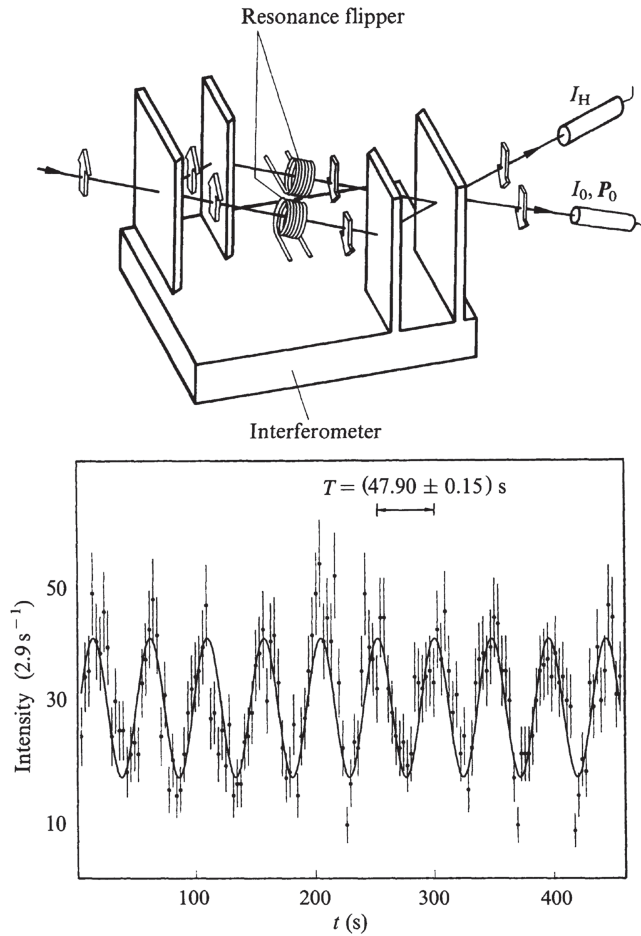 Resonance flipper
I_H
I_0, P_0
Interferometer
T = (47.90 ± 0.15) s
50
30
10
Intensity (2.9 s⁻¹)
100
200
300
400
t (s)